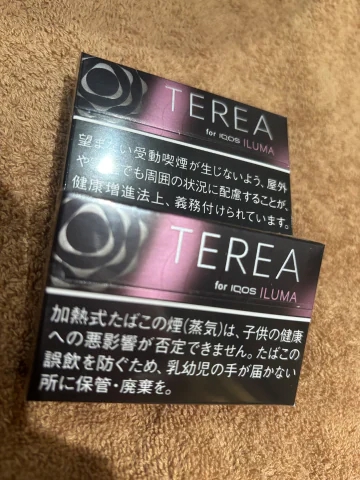 TEREA
for IQOS ILUMA
望まない受動喫煙が生じないよう、屋外
や家庭でも周囲の状況に配慮することが、
健康増進法上、義務付けられています。
TEREA
for IQOS ILUMA
加熱式たばこの煙(蒸気)は、子供の健康
への悪影響が否定できません。たばこの
誤飲を防ぐため、乳幼児の手が届かない
所に保管・廃棄を。